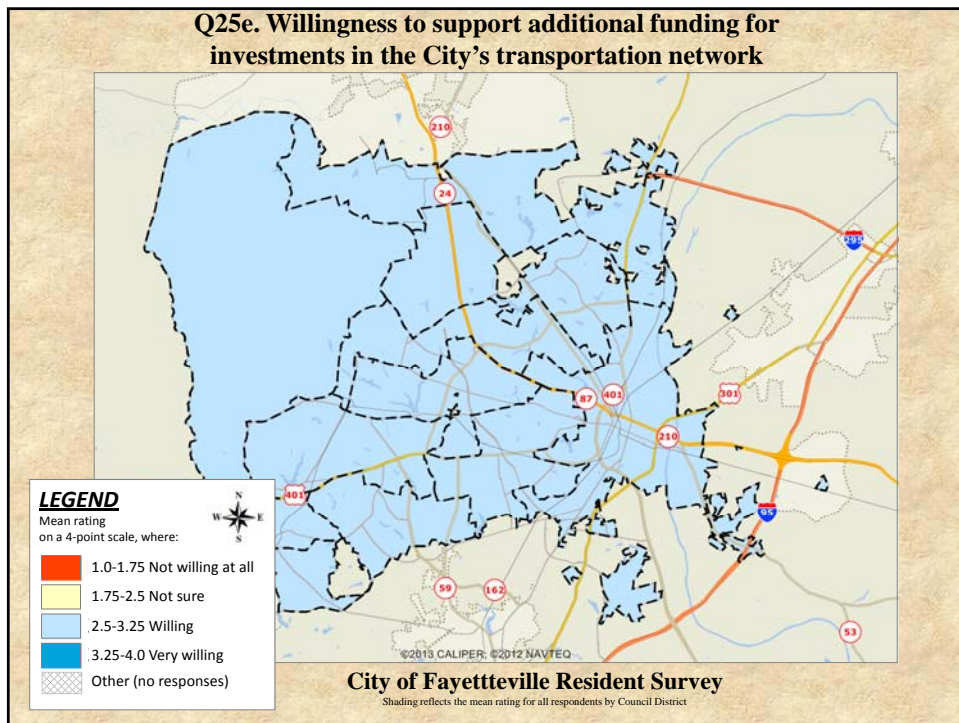 Q25e. Willingness to support additional funding for
investments in the City's transportation network
210
24
295
87
401
301
210
401
95
59
162
53
LEGEND
Mean rating
on a 4-point scale, where:
N
W
E
S
1.0-1.75 Not willing at all
1.75-2.5 Not sure
2.5-3.25 Willing
3.25-4.0 Very willing
Other (no responses)
©2013 CALIPER; ©2012 NAVTEQ
City of Fayettteville Resident Survey
Shading reflects the mean rating for all respondents by Council District